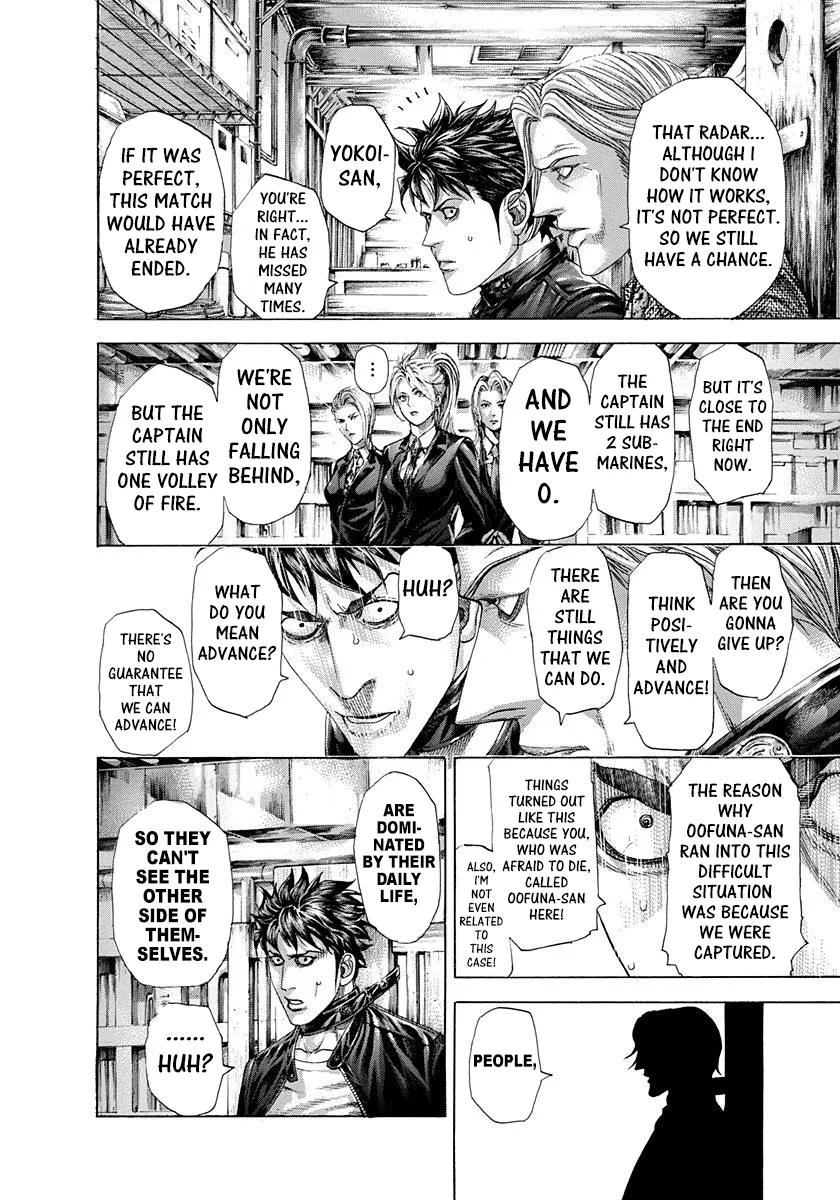 THAT RADAR...
ALTHOUGH I
DON'T KNOW
HOW IT WORKS,
IT'S NOT PERFECT.
SO WE STILL
HAVE A CHANCE.
YOKOI-
SAN,
YOU'RE
RIGHT...
IN FACT,
HE HAS
MISSED
MANY
TIMES.
IF IT WAS
PERFECT,
THIS MATCH
WOULD HAVE
ALREADY
ENDED.
BUT IT'S
CLOSE TO
THE END
RIGHT
NOW.
THE
CAPTAIN
STILL HAS
2 SUB-
MARINES,
AND
WE
HAVE
0.
...
WE'RE
NOT
ONLY
FALLING
BEHIND,
BUT THE
CAPTAIN
STILL HAS
ONE VOLLEY
OF FIRE.
THEN
ARE YOU
GONNA
GIVE UP?
THINK
POSI-
TIVELY
AND
ADVANCE!
THERE
ARE
STILL
THINGS
THAT WE
CAN DO.
HUH?
WHAT
DO YOU
MEAN
ADVANCE?
THERE'S
NO
GUARANTEE
THAT
WE CAN
ADVANCE!
THE REASON
WHY
OOFUNA-SAN
RAN INTO THIS
DIFFICULT
SITUATION
WAS BECAUSE
WE WERE
CAPTURED.
THINGS
TURNED OUT
LIKE THIS
BECAUSE YOU,
WHO WAS
AFRAID TO DIE,
CALLED
OOFUNA-SAN
HERE!
ALSO,
I'M
NOT
EVEN
RELATED
TO
THIS
CASE!
PEOPLE,
ARE
DOMI-
NATED
BY THEIR
DAILY
LIFE,
SO THEY
CAN'T
SEE THE
OTHER
SIDE OF
THEM-
SELVES.
......
HUH?